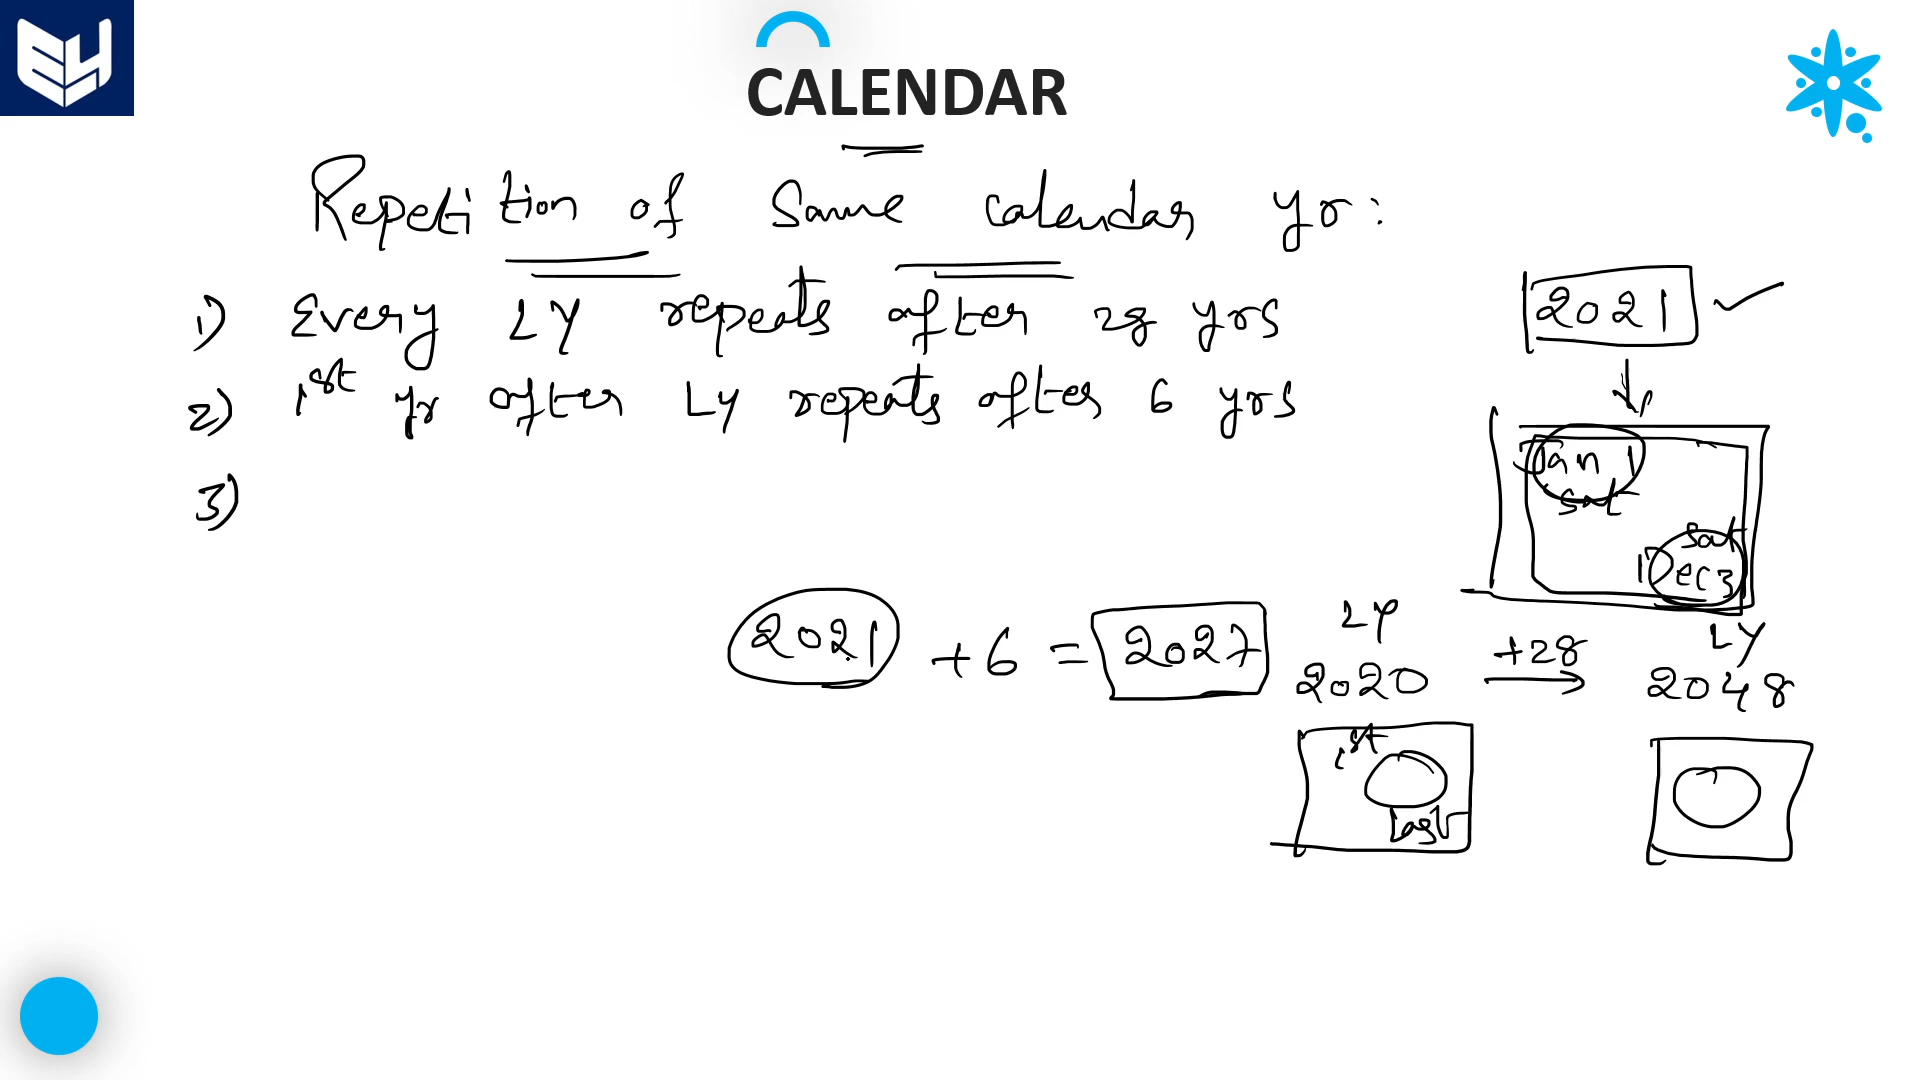 CALENDAR
Repetition of same calendar yr:
1) Every LY repeats after 28 yrs
2) 1st yr after LY repeats after 6 yrs
3)
2021
Jan 1
sat
sat
Dec 3
2021 + 6 = 2027
LY
2020
+28
LY
2048
1st
last